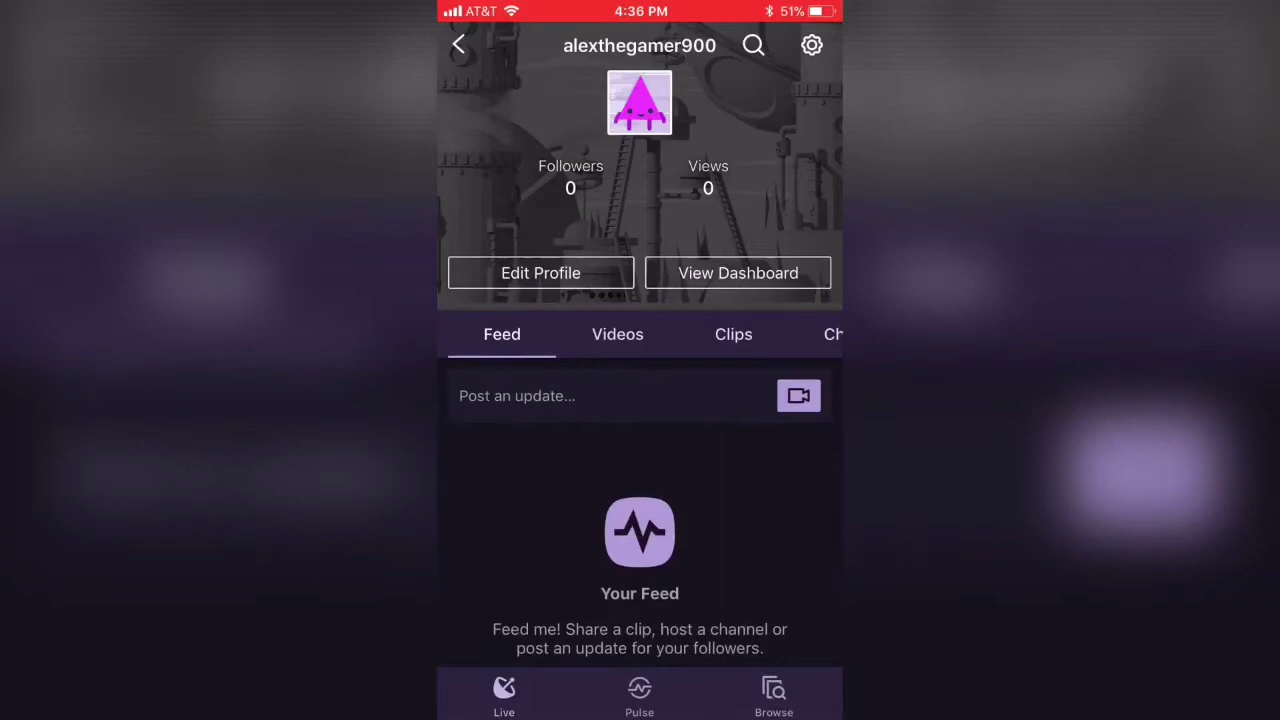 AT&T 4:36 PM 51%
alexthegamer900
Followers Views
0 0
Edit Profile View Dashboard
Feed Videos Clips Ch
Post an update...
Your Feed
Feed me! Share a clip, host a channel or
post an update for your followers.
Live Pulse Browse